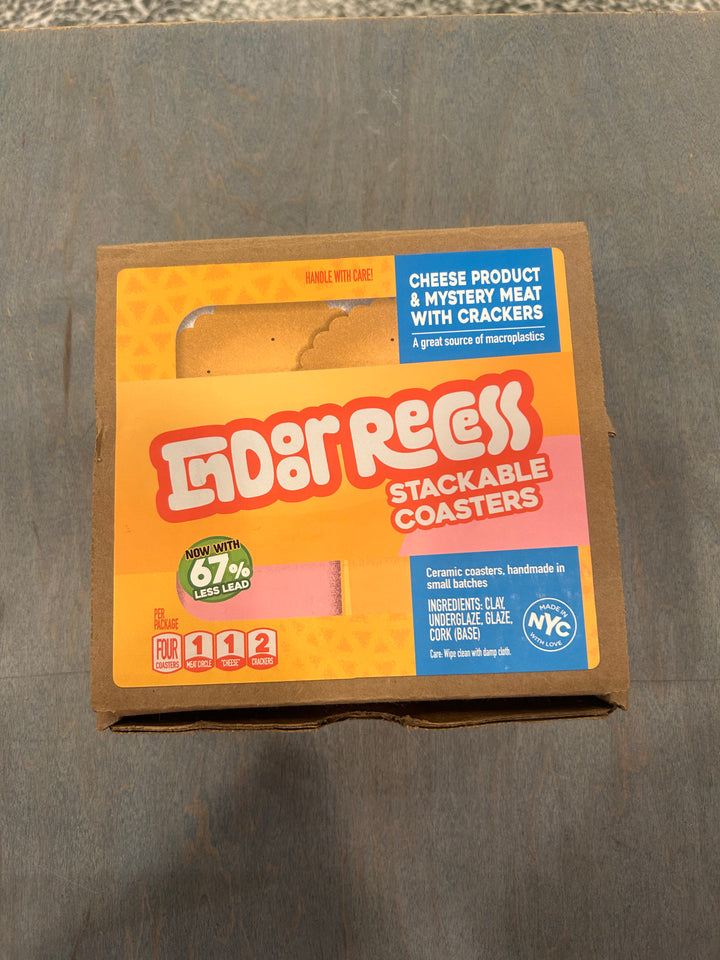 HANDLE WITH CARE!
CHEESE PRODUCT
& MYSTERY MEAT
WITH CRACKERS
A great source of macroplastics
INDOOR RECESS
STACKABLE
COASTERS
NOW WITH
67%
LESS LEAD
Ceramic coasters, handmade in
small batches
INGREDIENTS: CLAY,
UNDERGLAZE, GLAZE,
CORK (BASE)
Care: Wipe clean with damp cloth.
MADE IN
NYC
WITH LOVE
PER
PACKAGE
FOUR
COASTERS
1
MEAT CIRCLE
1
"CHEESE"
2
CRACKERS